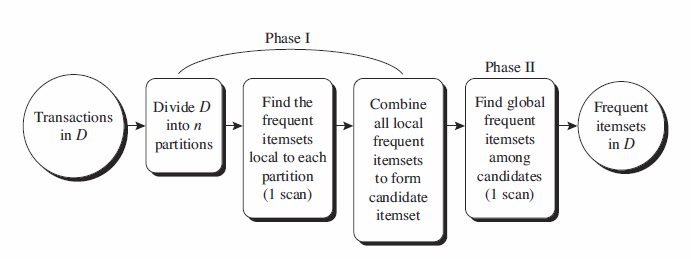 Phase I
Phase II
Transactions
in D
Divide D
into n
partitions
Find the
frequent
itemsets
local to each
partition
(1 scan)
Combine
all local
frequent
itemsets
to form
candidate
itemset
Find global
frequent
itemsets
among
candidates
(1 scan)
Frequent
itemsets
in D